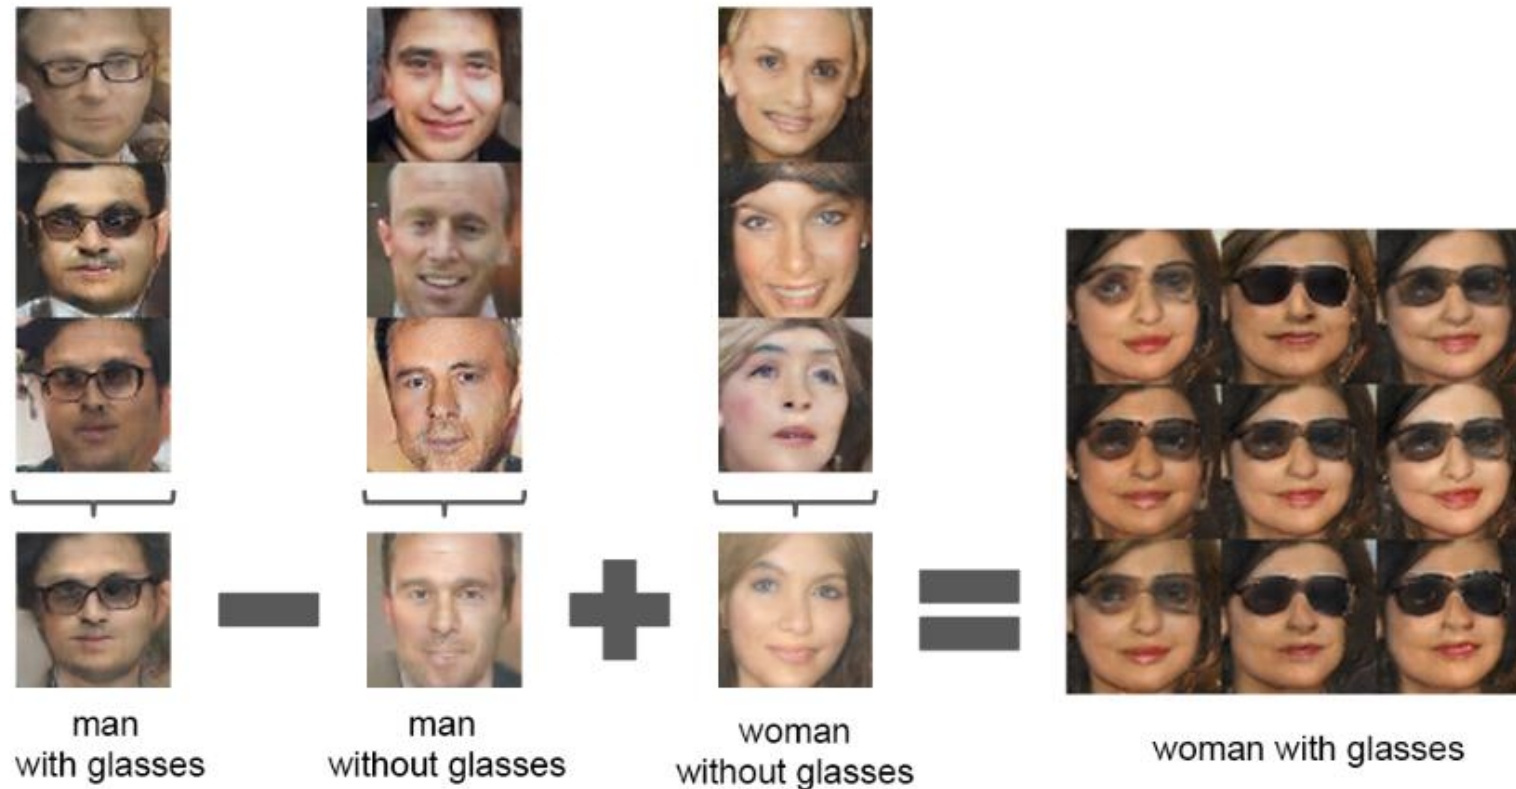 man
with glasses
man
without glasses
woman
without glasses
woman with glasses